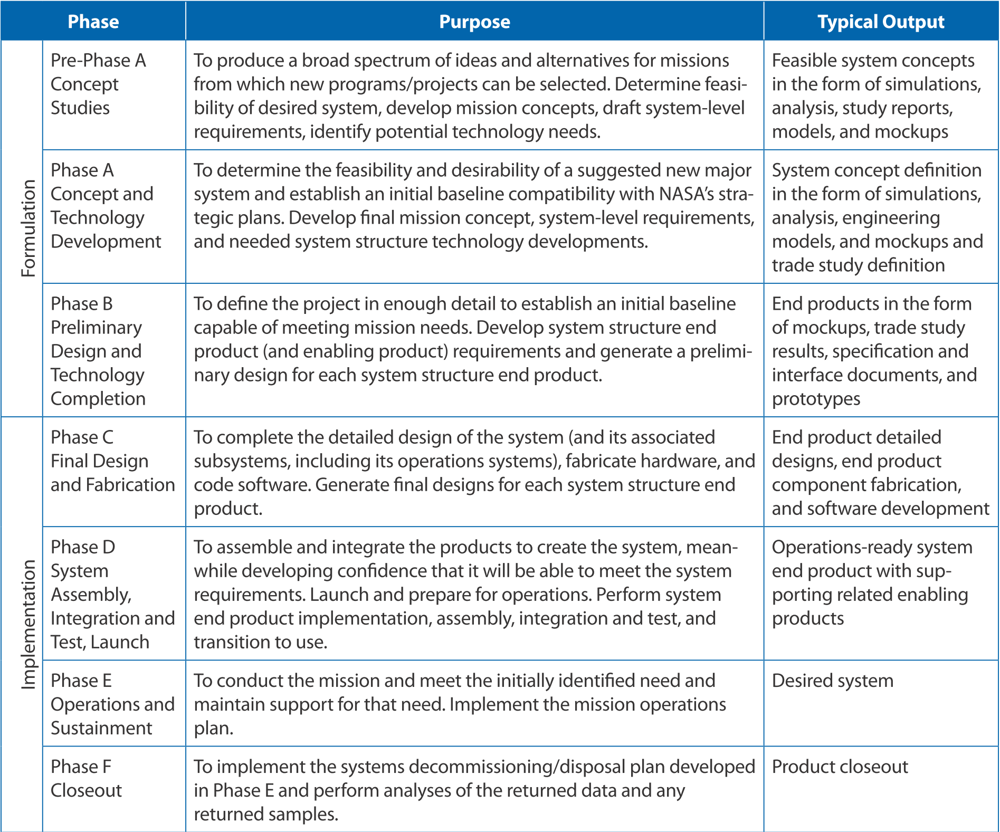 Phase
Purpose
Typical Output
Formulation
Pre-Phase A
Concept
Studies
To produce a broad spectrum of ideas and alternatives for missions
from which new programs/projects can be selected. Determine feasi-
bility of desired system, develop mission concepts, draft system-level
requirements, identify potential technology needs.
Feasible system concepts
in the form of simulations,
analysis, study reports,
models, and mockups
Phase A
Concept and
Technology
Development
To determine the feasibility and desirability of a suggested new major
system and establish an initial baseline compatibility with NASA’s stra-
tegic plans. Develop final mission concept, system-level requirements,
and needed system structure technology developments.
System concept definition
in the form of simulations,
analysis, engineering
models, and mockups and
trade study definition
Phase B
Preliminary
Design and
Technology
Completion
To define the project in enough detail to establish an initial baseline
capable of meeting mission needs. Develop system structure end
product (and enabling product) requirements and generate a prelimi-
nary design for each system structure end product.
End products in the form
of mockups, trade study
results, specification and
interface documents, and
prototypes
Implementation
Phase C
Final Design
and Fabrication
To complete the detailed design of the system (and its associated
subsystems, including its operations systems), fabricate hardware, and
code software. Generate final designs for each system structure end
product.
End product detailed
designs, end product
component fabrication,
and software development
Phase D
System
Assembly,
Integration and
Test, Launch
To assemble and integrate the products to create the system, mean-
while developing confidence that it will be able to meet the system
requirements. Launch and prepare for operations. Perform system
end product implementation, assembly, integration and test, and
transition to use.
Operations-ready system
end product with sup-
porting related enabling
products
Phase E
Operations and
Sustainment
To conduct the mission and meet the initially identified need and
maintain support for that need. Implement the mission operations
plan.
Desired system
Phase F
Closeout
To implement the systems decommissioning/disposal plan developed
in Phase E and perform analyses of the returned data and any
returned samples.
Product closeout